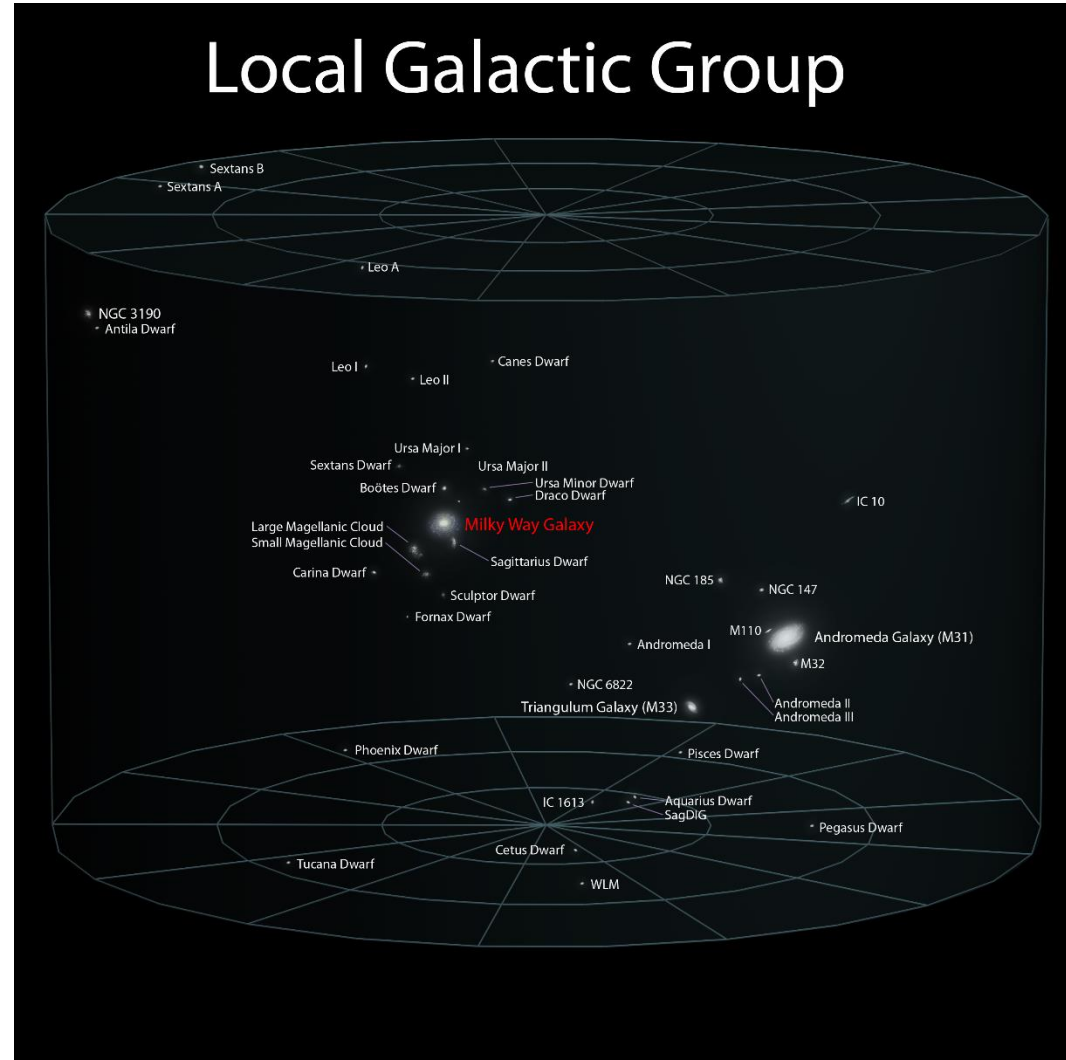 Local Galactic Group
Sextans B
Sextans A
Leo A
NGC 3190
Antila Dwarf
Canes Dwarf
Leo I
Leo II
Ursa Major I
Sextans Dwarf
Ursa Major II
Ursa Minor Dwarf
Boötes Dwarf
Draco Dwarf
IC 10
Milky Way Galaxy
Large Magellanic Cloud
Small Magellanic Cloud
Sagittarius Dwarf
Carina Dwarf
NGC 185
NGC 147
Sculptor Dwarf
Fornax Dwarf
M110
Andromeda Galaxy (M31)
Andromeda I
M32
NGC 6822
Andromeda II
Triangulum Galaxy (M33)
Andromeda III
Phoenix Dwarf
Pisces Dwarf
IC 1613
Aquarius Dwarf
SagDIG
Pegasus Dwarf
Cetus Dwarf
Tucana Dwarf
WLM